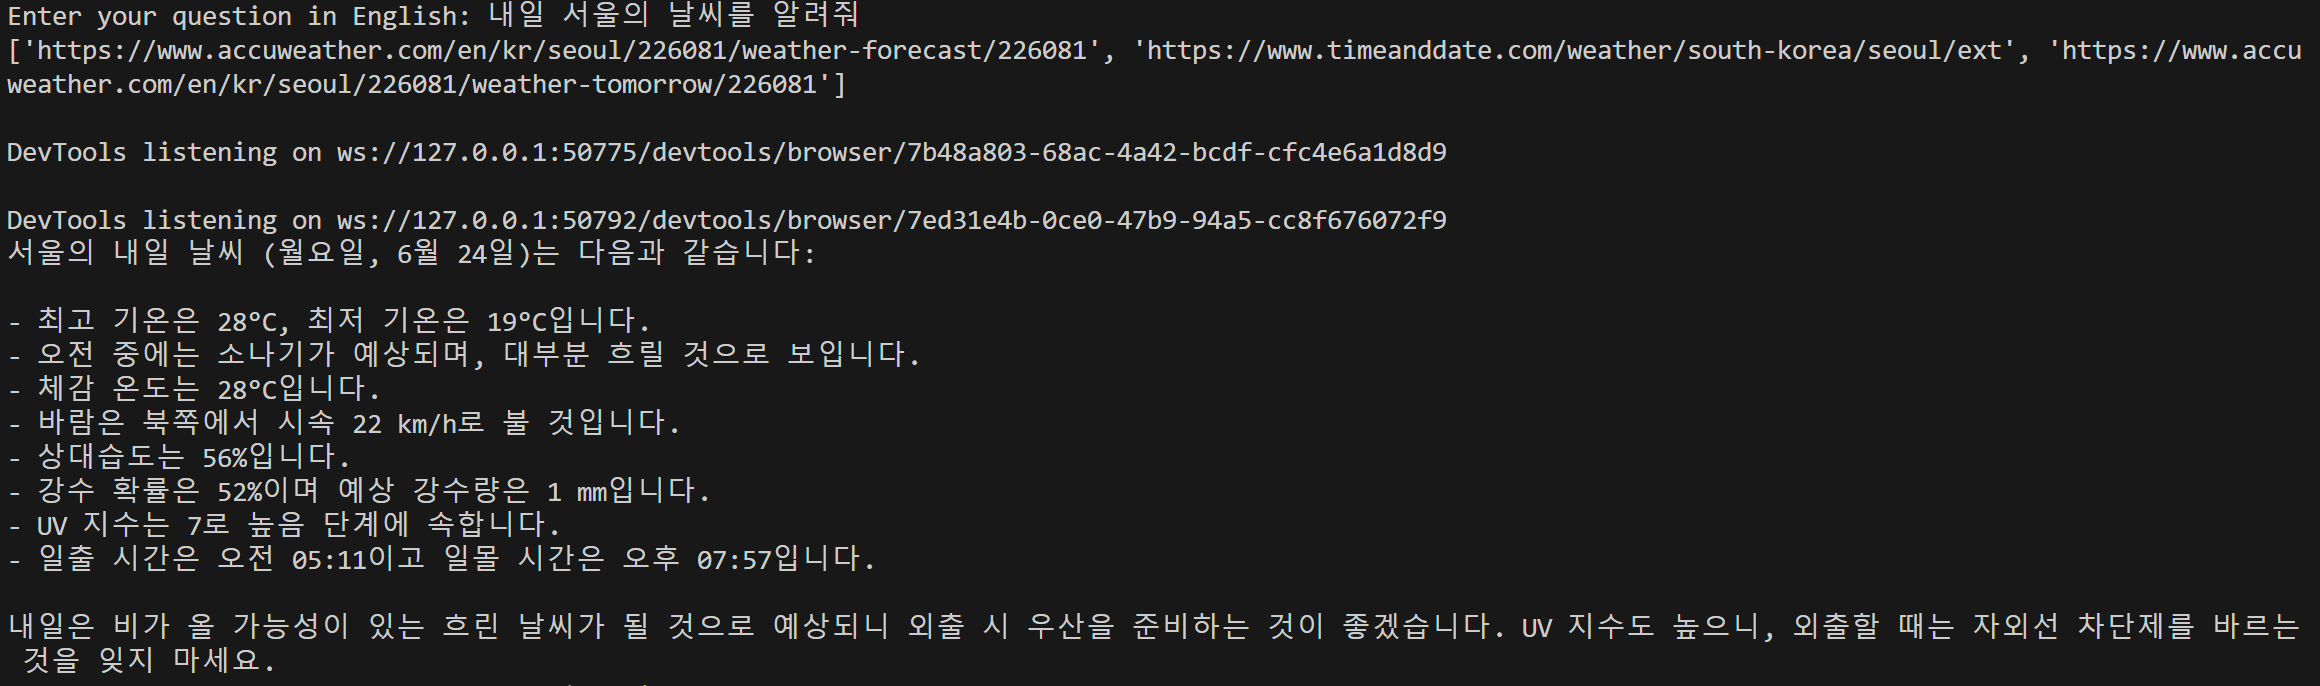 Enter your question in English: 내일 서울의 날씨를 알려줘
['https://www.accuweather.com/en/kr/seoul/226081/weather-forecast/226081', 'https://www.timeanddate.com/weather/south-korea/seoul/ext', 'https://www.accu
weather.com/en/kr/seoul/226081/weather-tomorrow/226081']
DevTools listening on ws://127.0.0.1:50775/devtools/browser/7b48a803-68ac-4a42-bcdf-cfc4e6a1d8d9
DevTools listening on ws://127.0.0.1:50792/devtools/browser/7ed31e4b-0ce0-47b9-94a5-cc8f676072f9
서울의 내일 날씨 (월요일, 6월 24일)는 다음과 같습니다:
- 최고 기온은 28°C, 최저 기온은 19°C입니다.
- 오전 중에는 소나기가 예상되며, 대부분 흐릴 것으로 보입니다.
- 체감 온도는 28°C입니다.
- 바람은 북쪽에서 시속 22 km/h로 불 것입니다.
- 상대습도는 56%입니다.
- 강수 확률은 52%이며 예상 강수량은 1 mm입니다.
- UV 지수는 7로 높음 단계에 속합니다.
- 일출 시간은 오전 05:11이고 일몰 시간은 오후 07:57입니다.
내일은 비가 올 가능성이 있는 흐린 날씨가 될 것으로 예상되니 외출 시 우산을 준비하는 것이 좋겠습니다. UV 지수도 높으니, 외출할 때는 자외선 차단제를 바르는
것을 잊지 마세요.